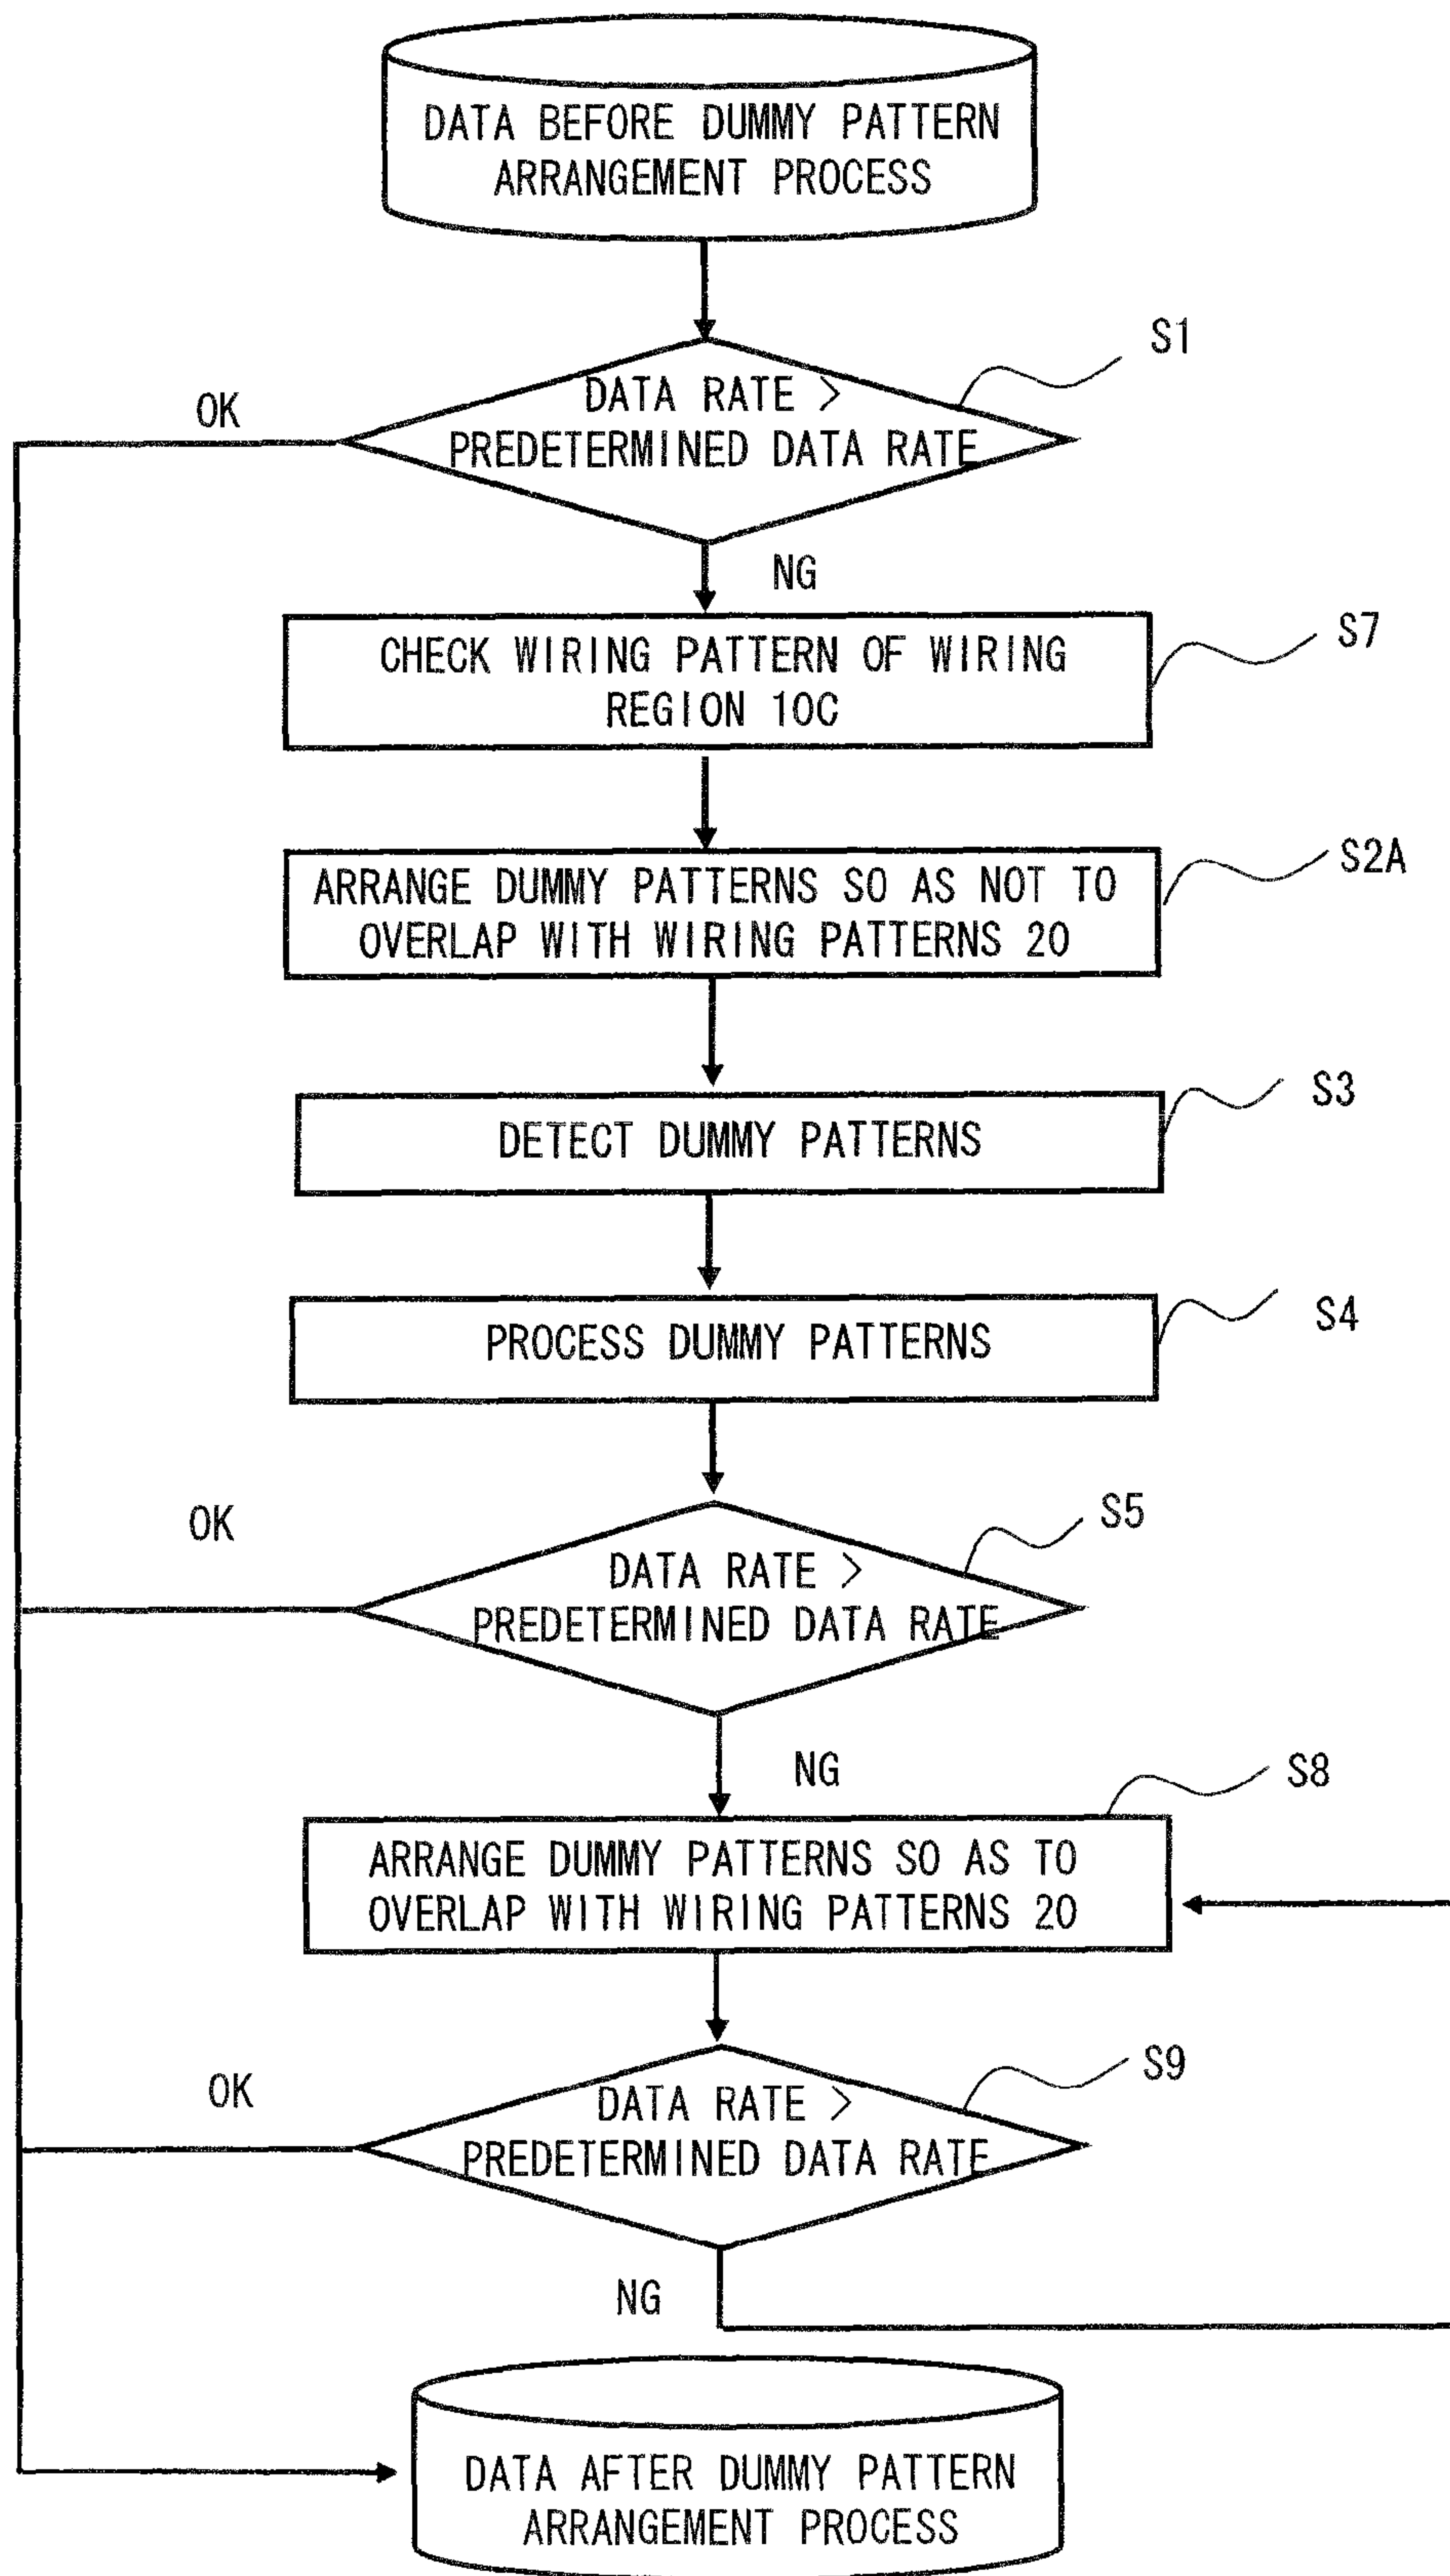 DATA BEFORE DUMMY PATTERN
ARRANGEMENT PROCESS
S1
OK
DATA RATE >
PREDETERMINED DATA RATE
NG
S7
CHECK WIRING PATTERN OF WIRING
REGION 10C
S2A
ARRANGE DUMMY PATTERNS SO AS NOT TO
OVERLAP WITH WIRING PATTERNS 20
S3
DETECT DUMMY PATTERNS
S4
PROCESS DUMMY PATTERNS
S5
OK
DATA RATE >
PREDETERMINED DATA RATE
NG
S8
ARRANGE DUMMY PATTERNS SO AS TO
OVERLAP WITH WIRING PATTERNS 20
S9
OK
DATA RATE >
PREDETERMINED DATA RATE
NG
DATA AFTER DUMMY PATTERN
ARRANGEMENT PROCESS